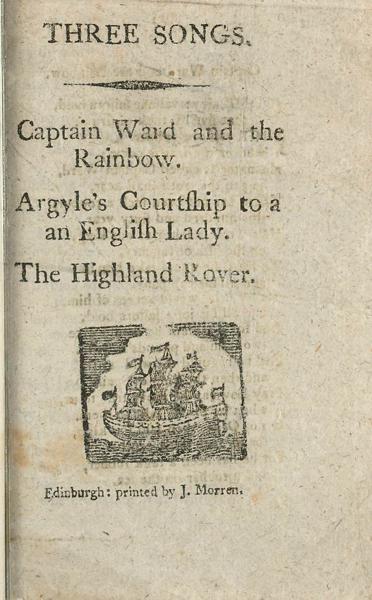 THREE SONGS.
Captain Ward and the
Rainbow.
Argyle's Courtſhip to a
an Engliſh Lady.
The Highland Rover.
Edinburgh: printed by J. Morren.